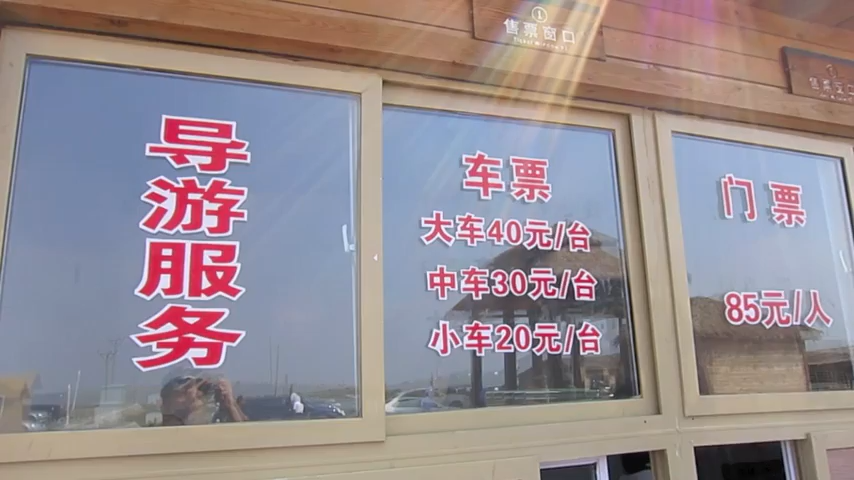 ①
售票窗口
导游服务
车票
大车40元/台
中车30元/台
小车20元/台
门票
85元/人